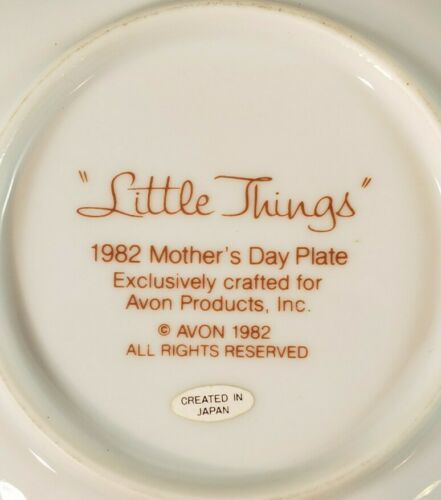 "Little Things"
1982 Mother's Day Plate
Exclusively crafted for
Avon Products, Inc.
© AVON 1982
ALL RIGHTS RESERVED
CREATED IN
JAPAN